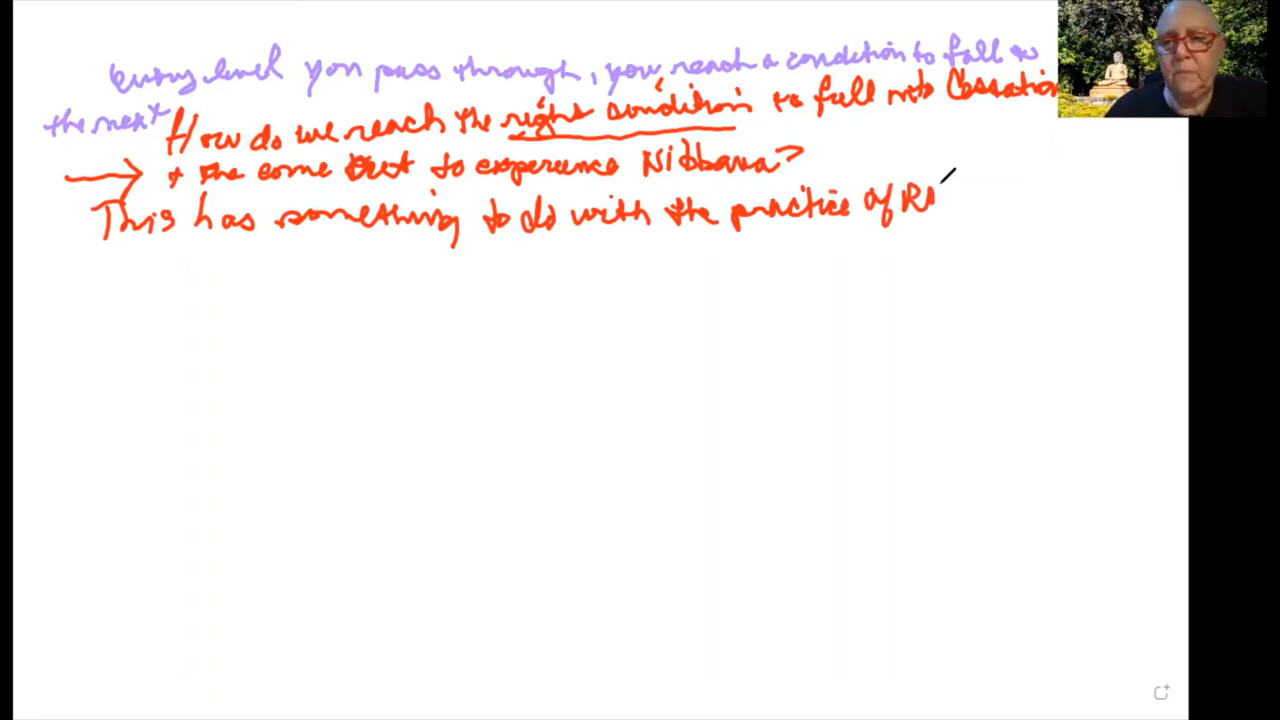 Every level you pass through, you reach a condition to fall to
the next
How do we reach the right condition to fall into Cessation
+ the come out to experience Nibbana?
This has something to do with the practice of